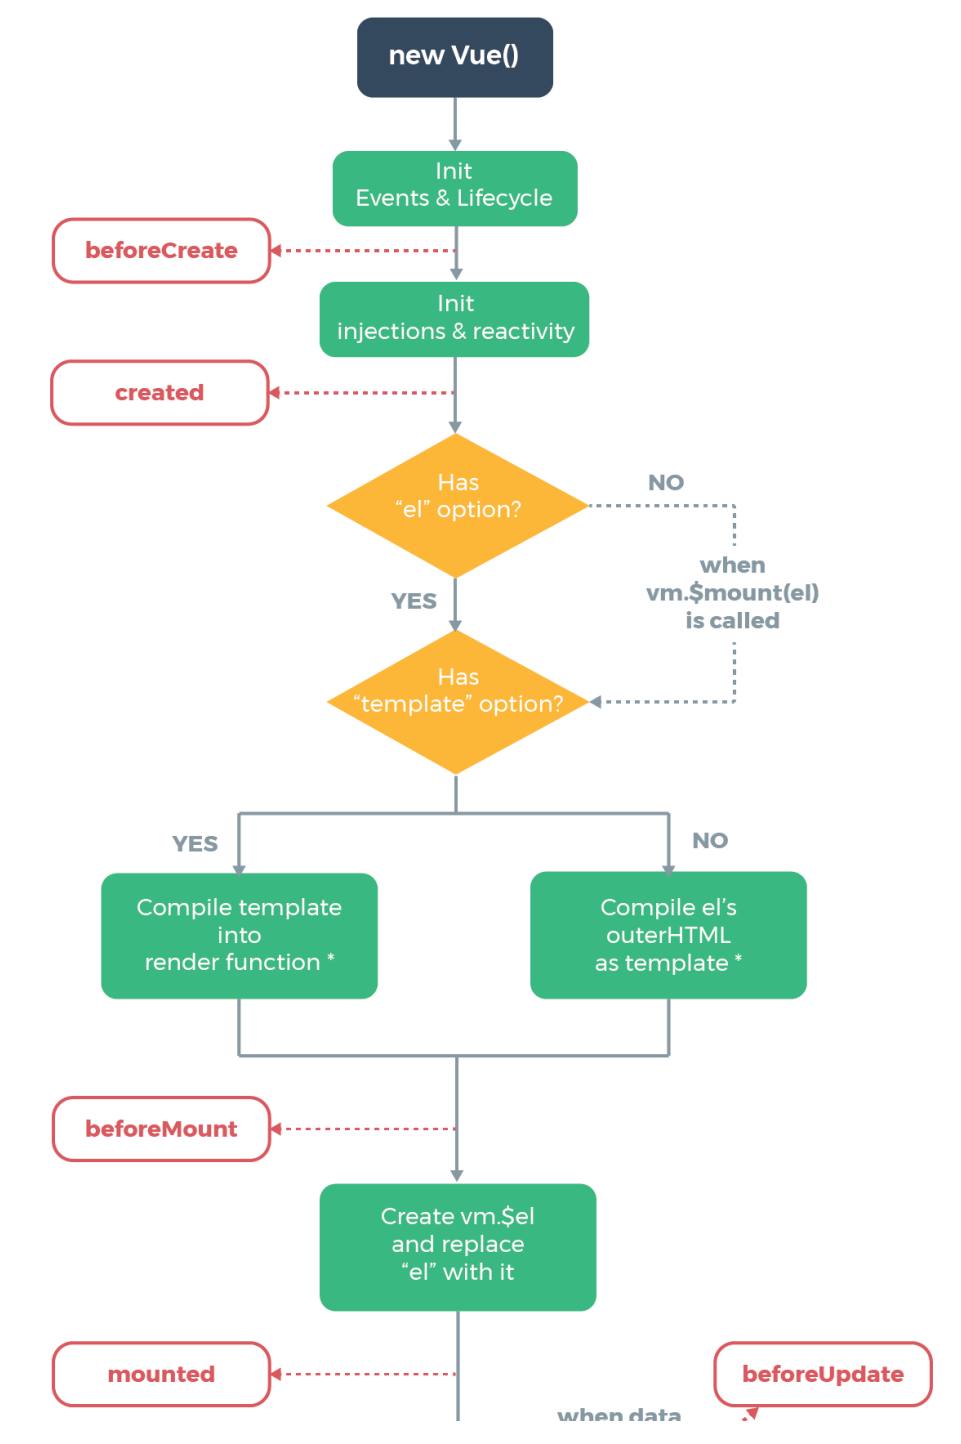 new Vue()
Init
Events & Lifecycle
beforeCreate
Init
injections & reactivity
created
Has
“el” option?
NO
when
vm.$mount(el)
is called
YES
Has
“template” option?
YES
NO
Compile template
into
render function *
Compile el’s
outerHTML
as template *
beforeMount
Create vm.$el
and replace
“el” with it
mounted
beforeUpdate
when data